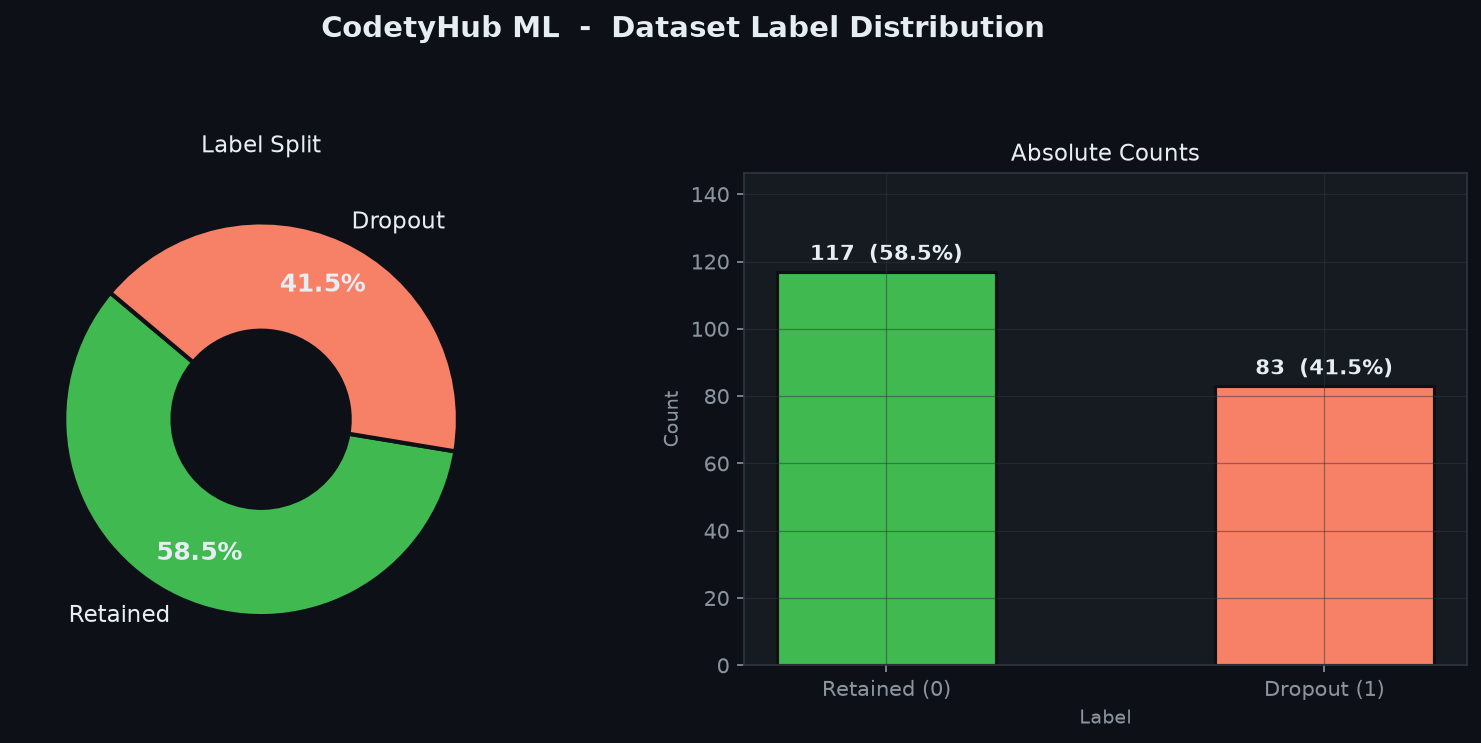 CodetyHub ML  -  Dataset Label Distribution
Label Split
Dropout
41.5%
58.5%
Retained
Absolute Counts
140
120
100
80
60
40
20
0
Count
117  (58.5%)
83  (41.5%)
Retained (0)
Dropout (1)
Label